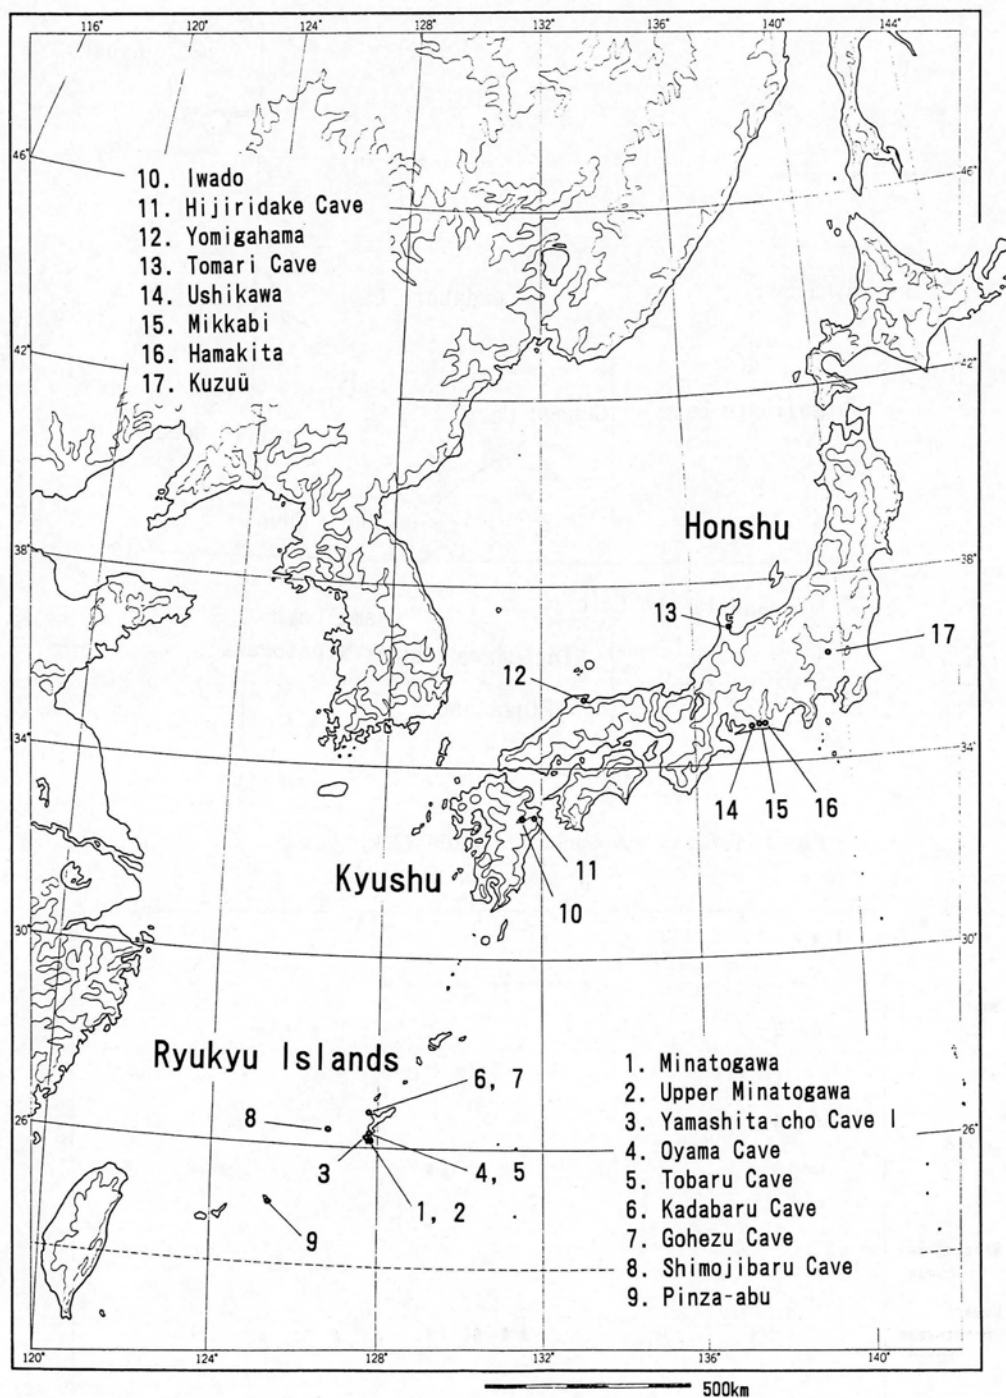 116° 120° 124° 128° 132° 136° 140° 144°
46° 46°
10. Iwado
11. Hijiridake Cave
12. Yomigahama
13. Tomari Cave
14. Ushikawa
15. Mikkabi
16. Hamakita
17. Kuzuü
42° 42°
Honshu
38° 38°
13
17
12
34° 34°
14 15 16
11
Kyushu
10
30° 30°
Ryukyu Islands
6, 7
8
26° 26°
3
4, 5
1, 2
9
1. Minatogawa
2. Upper Minatogawa
3. Yamashita-cho Cave I
4. Oyama Cave
5. Tobaru Cave
6. Kadabaru Cave
7. Gohezu Cave
8. Shimojibaru Cave
9. Pinza-abu
120° 124° 128° 132° 136° 140°
500km